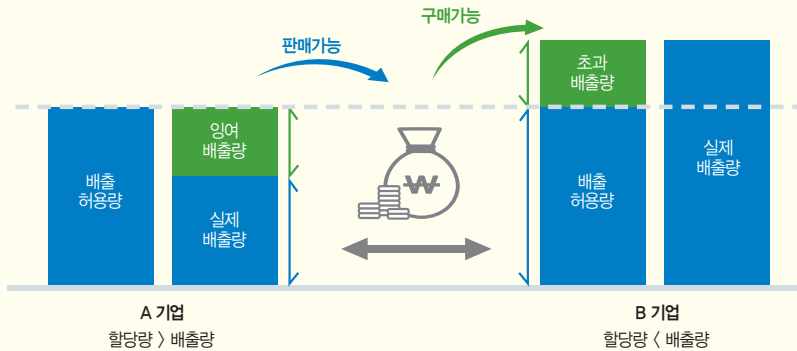 판매가능
구매가능
배출
허용량
잉여
배출량
실제
배출량
₩
초과
배출량
배출
허용량
실제
배출량
A 기업
할당량 > 배출량
B 기업
할당량 < 배출량